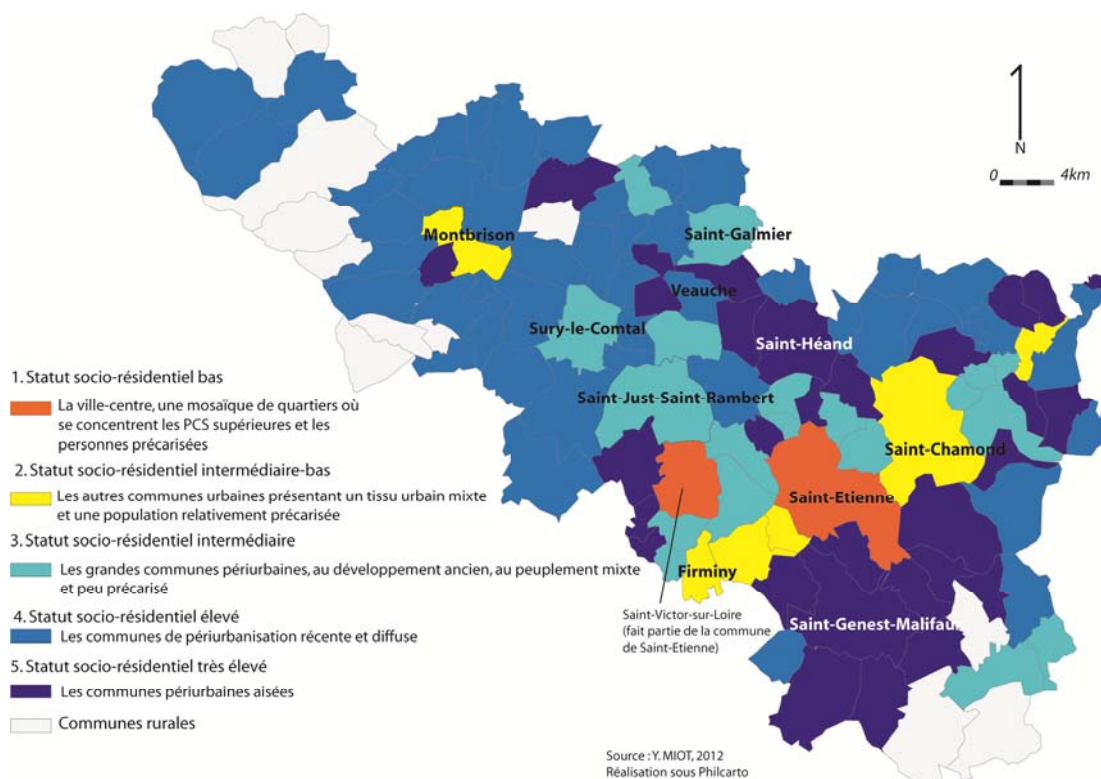 N
0 4km
Montbrison
Saint-Galmier
Veauche
Sury-le-Comtal
Saint-Héand
Saint-Just-Saint-Rambert
Saint-Chamond
Saint-Etienne
Firminy
Saint-Victor-sur-Loire
(fait partie de la commune
de Saint-Etienne)
Saint-Genest-Malifau
1. Statut socio-résidentiel bas
La ville-centre, une mosaïque de quartiers où
se concentrent les PCS supérieures et les
personnes précarisées
2. Statut socio-résidentiel intermédiaire-bas
Les autres communes urbaines présentant un tissu urbain mixte
et une population relativement précarisée
3. Statut socio-résidentiel intermédiaire
Les grandes communes périurbaines, au développement ancien, au peuplement mixte
et peu précarisé
4. Statut socio-résidentiel élevé
Les communes de périurbanisation récente et diffuse
5. Statut socio-résidentiel très élevé
Les communes périurbaines aisées
Communes rurales
Source : Y. MIOT, 2012
Réalisation sous Philcarto